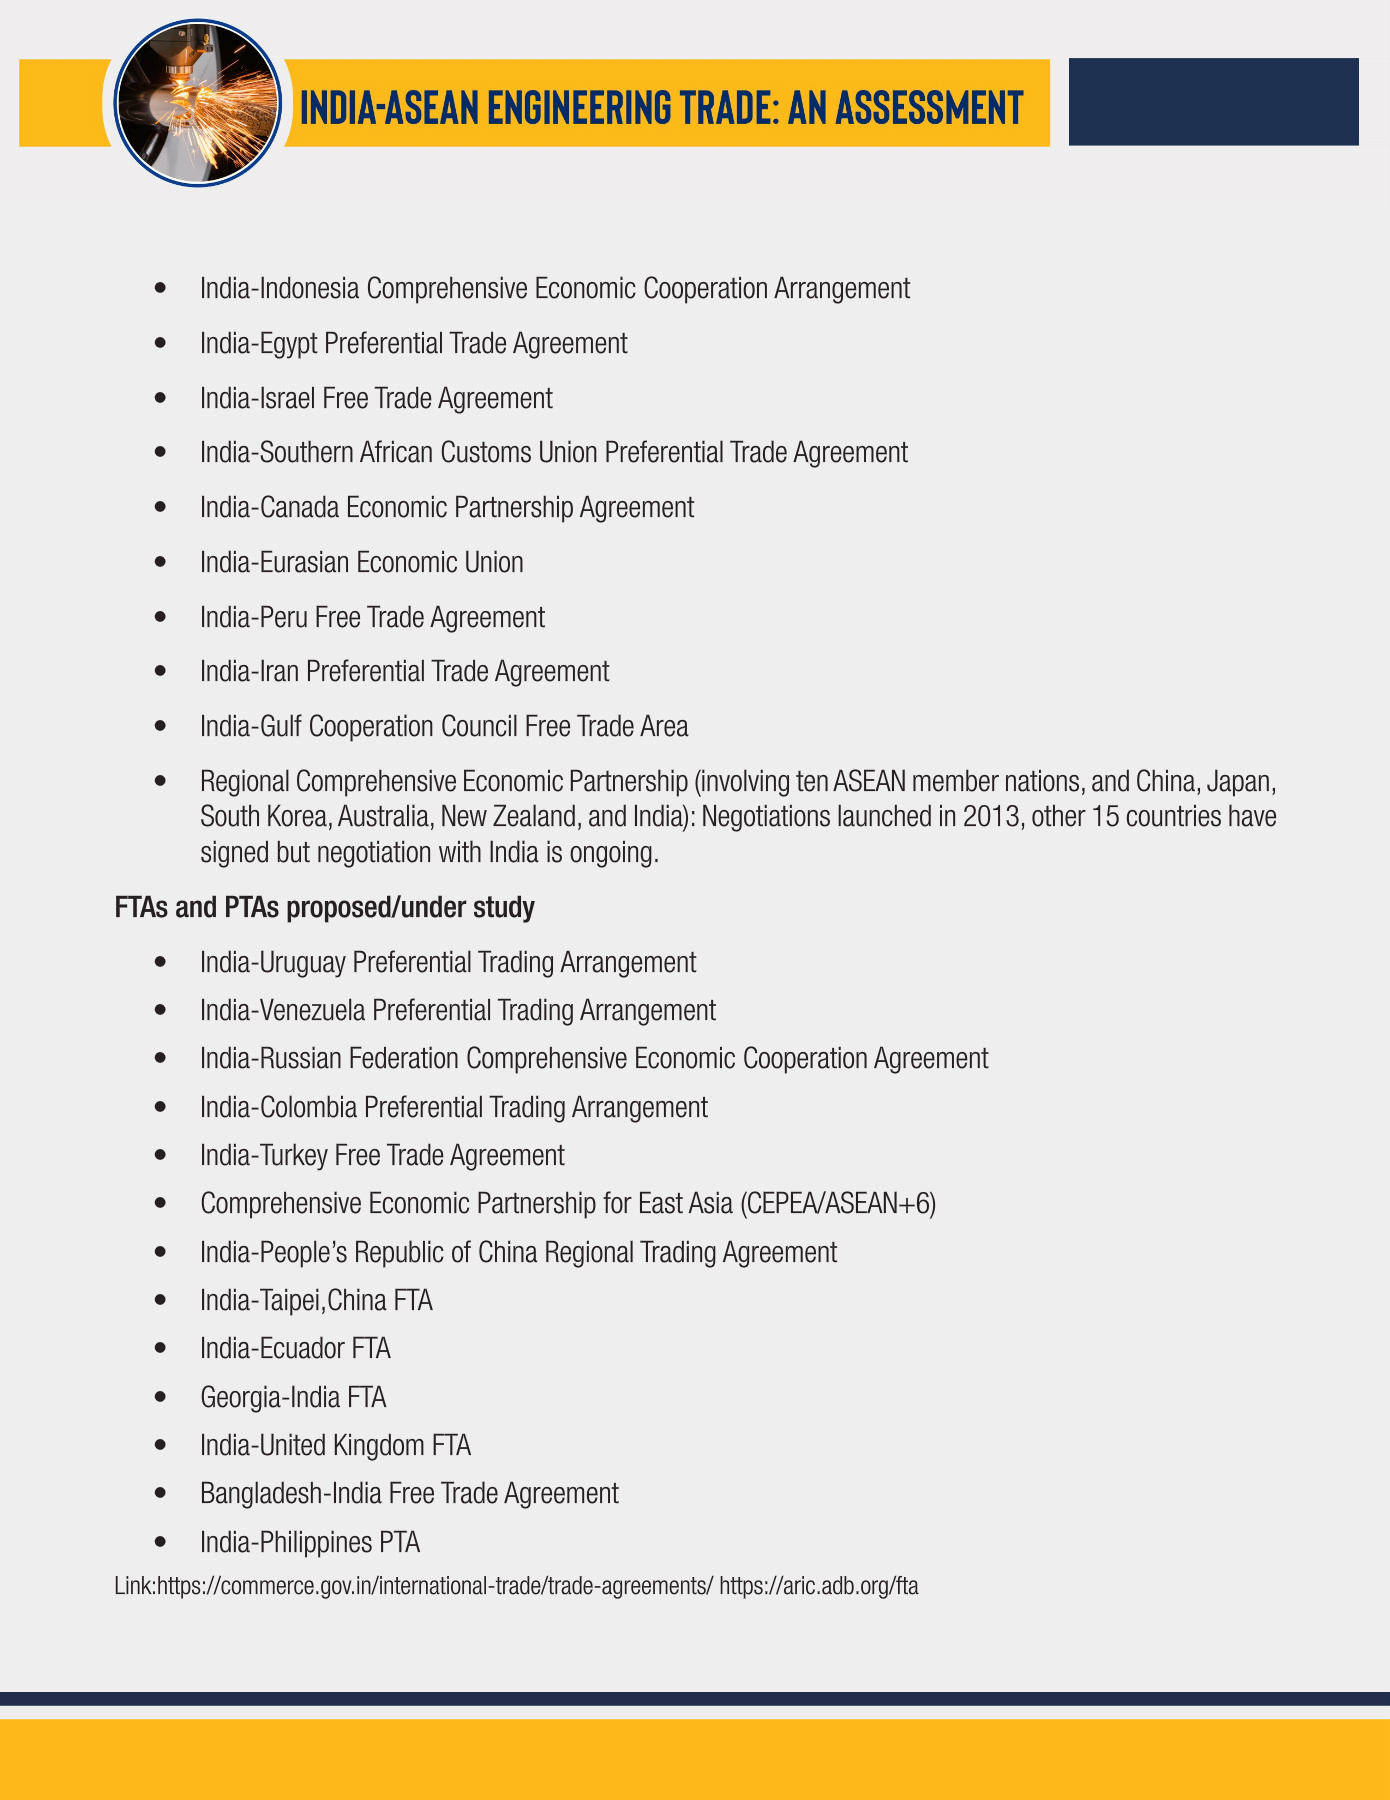 INDIA-ASEAN ENGINEERING TRADE: AN ASSESSMENT
• India-Indonesia Comprehensive Economic Cooperation Arrangement
• India-Egypt Preferential Trade Agreement
• India-Israel Free Trade Agreement
• India-Southern African Customs Union Preferential Trade Agreement
• India-Canada Economic Partnership Agreement
• India-Eurasian Economic Union
• India-Peru Free Trade Agreement
• India-Iran Preferential Trade Agreement
• India-Gulf Cooperation Council Free Trade Area
• Regional Comprehensive Economic Partnership (involving ten ASEAN member nations, and China, Japan,
South Korea, Australia, New Zealand, and India): Negotiations launched in 2013, other 15 countries have
signed but negotiation with India is ongoing.
FTAs and PTAs proposed/under study
• India-Uruguay Preferential Trading Arrangement
• India-Venezuela Preferential Trading Arrangement
• India-Russian Federation Comprehensive Economic Cooperation Agreement
• India-Colombia Preferential Trading Arrangement
• India-Turkey Free Trade Agreement
• Comprehensive Economic Partnership for East Asia (CEPEA/ASEAN+6)
• India-People’s Republic of China Regional Trading Agreement
• India-Taipei,China FTA
• India-Ecuador FTA
• Georgia-India FTA
• India-United Kingdom FTA
• Bangladesh-India Free Trade Agreement
• India-Philippines PTA
Link:https://commerce.gov.in/international-trade/trade-agreements/ https://aric.adb.org/fta